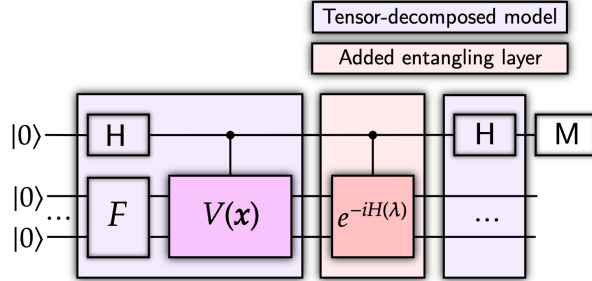 Tensor-decomposed model
Added entangling layer
|0⟩ H H M
|0⟩ F V(x) e^{-iH(λ)}
... ...
|0⟩